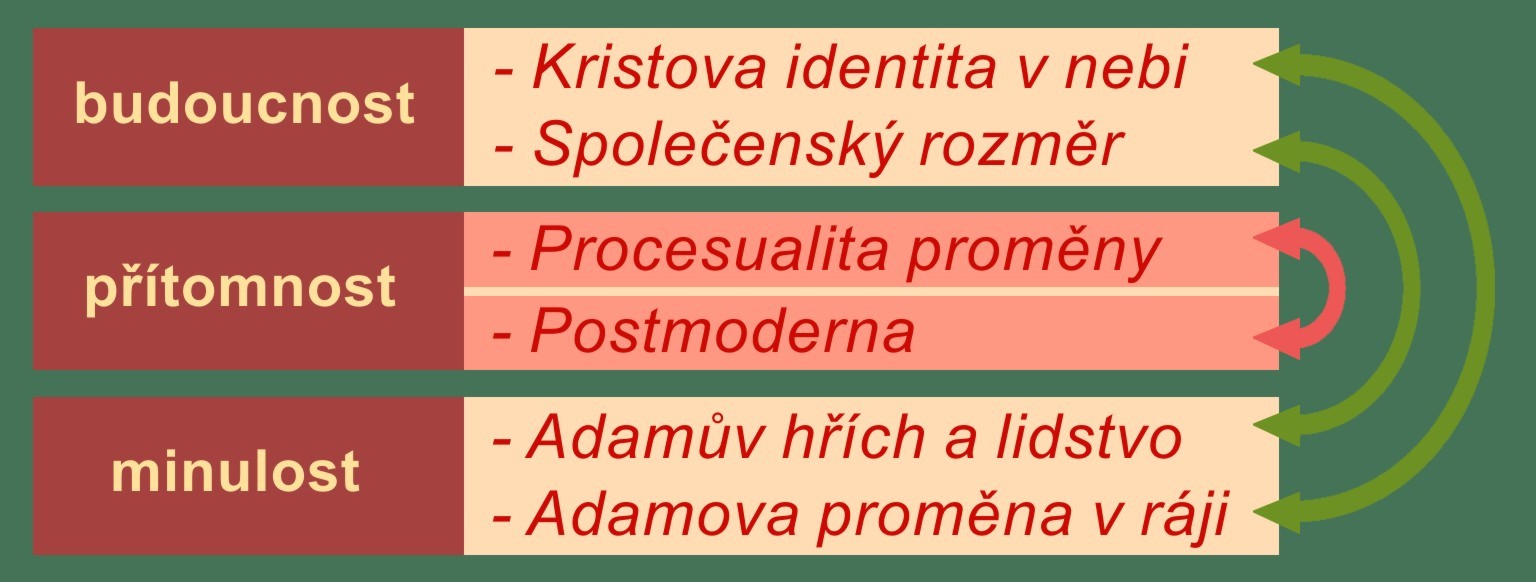 budoucnost
- Kristova identita v nebi
- Společenský rozměr
přítomnost
- Procesualita proměny
- Postmoderna
minulost
- Adamův hřích a lidstvo
- Adamova proměna v ráji